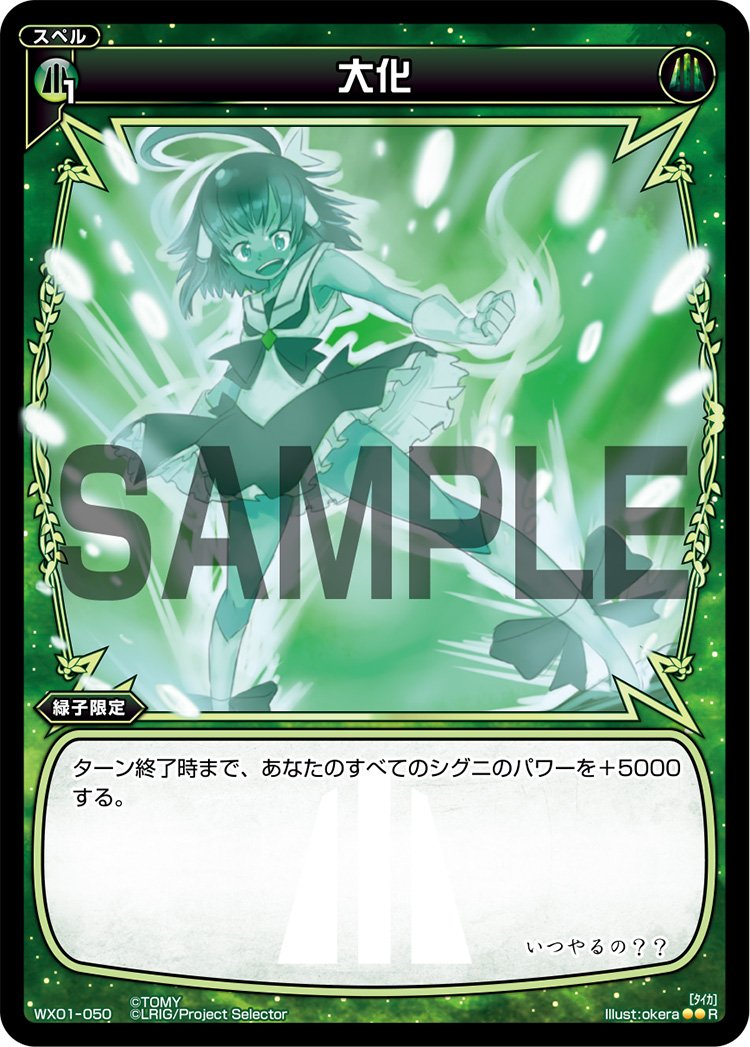 スペル
1
大化
SAMPLE
緑子限定
ターン終了時まで、あなたのすべてのシグニのパワーを＋5000
する。
いつやるの？？
WX01-050
©TOMY
©LRIG/Project Selector
[タイカ]
Illust:okera R